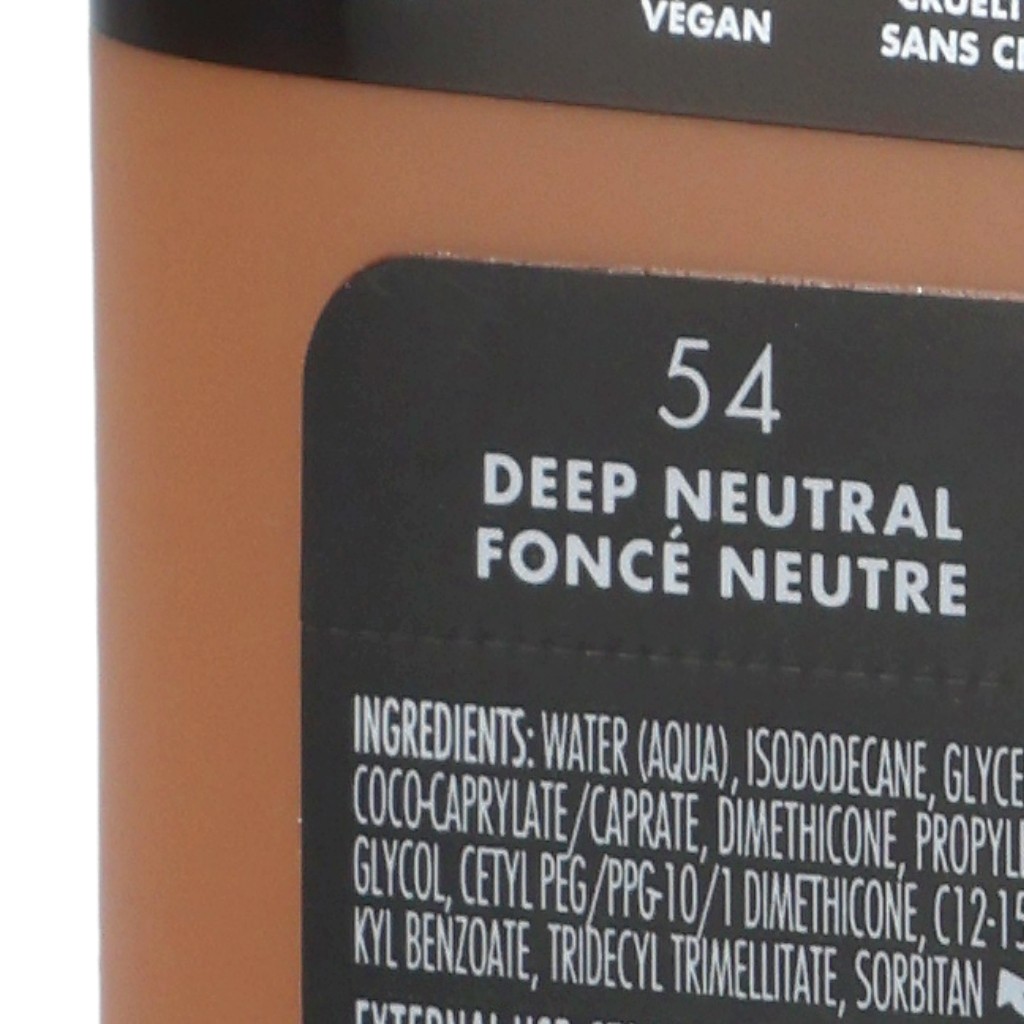 VEGAN
SANS
54
DEEP NEUTRAL
FONCÉ NEUTRE
INGREDIENTS: WATER (AQUA), ISODODECANE, GLYCE
COCO-CAPRYLATE/CAPRATE, DIMETHICONE, PROPYL
GLYCOL, CETYL PEG/PPG-10/1 DIMETHICONE, C12-15
KYL BENZOATE, TRIDECYL TRIMELLITATE, SORBITAN